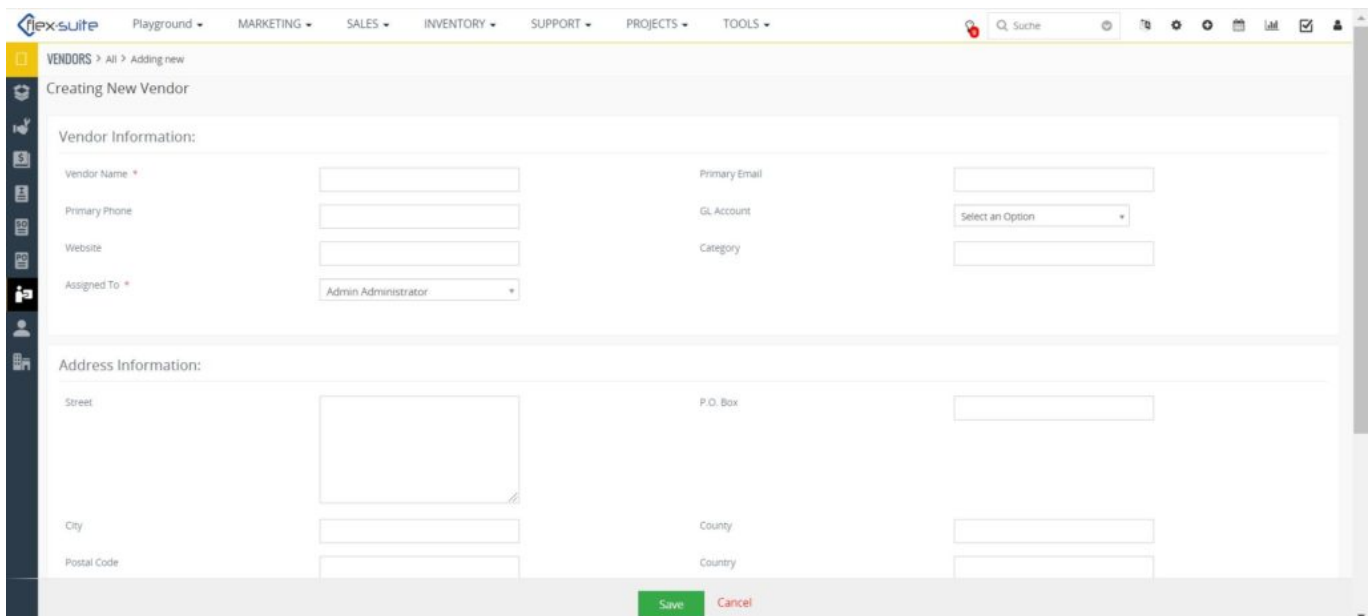 flex-suite Playground MARKETING SALES INVENTORY SUPPORT PROJECTS TOOLS Suche
VENDORS > All > Adding new
Creating New Vendor
Vendor Information:
Vendor Name * Primary Email
Primary Phone GL Account Select an Option
Website Category
Assigned To * Admin Administrator
Address Information:
Street P.O. Box
City County
Postal Code Country
Save Cancel